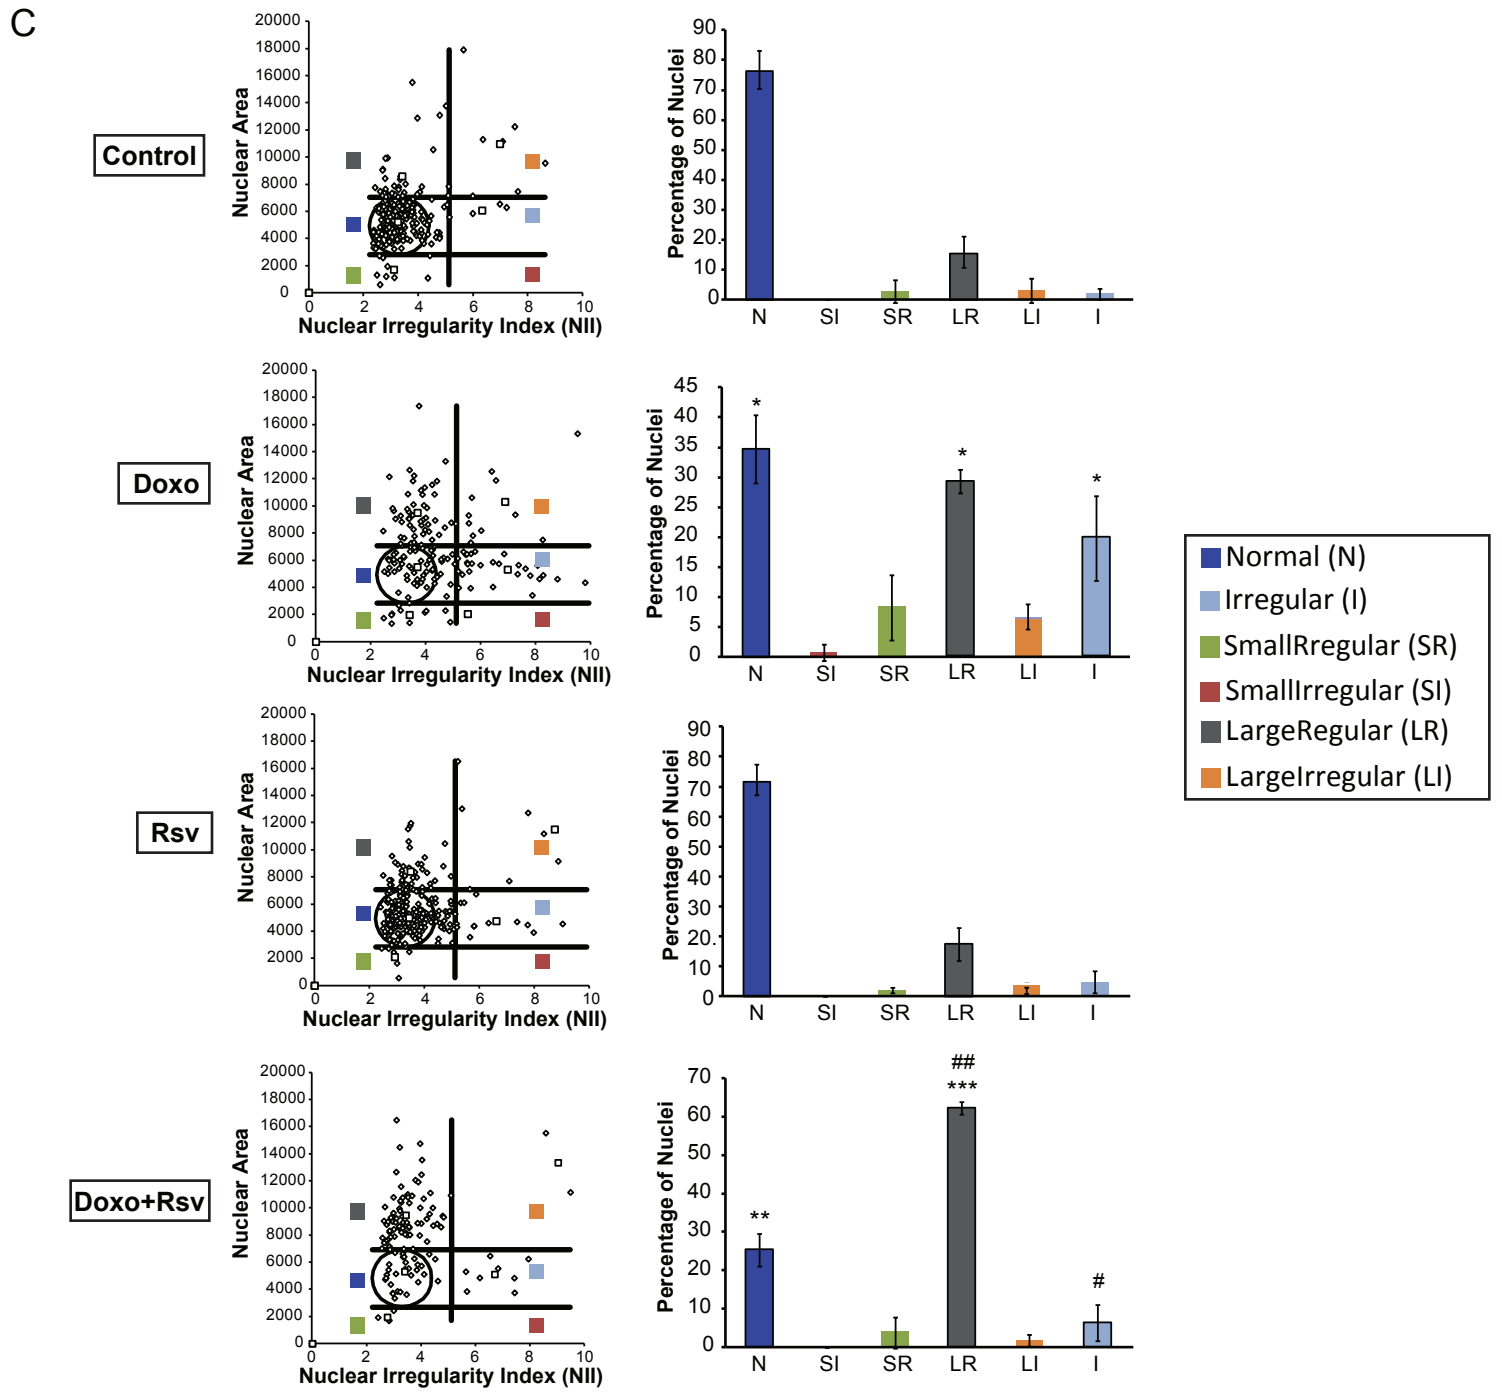 C
Control
20000
18000
16000
14000
12000
10000
8000
6000
4000
2000
0
Nuclear Area
0 2 4 6 8 10
Nuclear Irregularity Index (NII)
90
80
70
60
50
40
30
20
10
0
Percentage of Nuclei
N SI SR LR LI I
Doxo
20000
18000
16000
14000
12000
10000
8000
6000
4000
2000
0
Nuclear Area
0 2 4 6 8 10
Nuclear Irregularity Index (NII)
45
40
35
30
25
20
15
10
5
0
Percentage of Nuclei
* * *
N SI SR LR LI I
Normal (N)
Irregular (I)
SmallRregular (SR)
SmallIrregular (SI)
LargeRegular (LR)
LargeIrregular (LI)
Rsv
20000
18000
16000
14000
12000
10000
8000
6000
4000
2000
0
Nuclear Area
0 2 4 6 8 10
Nuclear Irregularity Index (NII)
90
80
70
60
50
40
30
20
10
0
Percentage of Nuclei
N SI SR LR LI I
Doxo+Rsv
20000
18000
16000
14000
12000
10000
8000
6000
4000
2000
0
Nuclear Area
0 2 4 6 8 10
Nuclear Irregularity Index (NII)
70
60
50
40
30
20
10
0
Percentage of Nuclei
##
***
**
#
N SI SR LR LI I